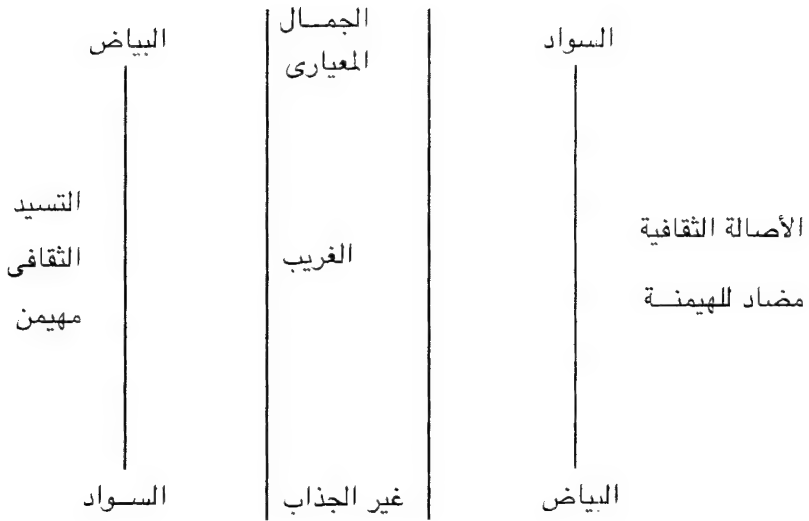 السواد
الجمال
المعيارى
البياض
الأصالة الثقافية
مضاد للهيمنة
الغريب
التسيد
الثقافى
مهيمن
البياض
غير الجذاب
السواد